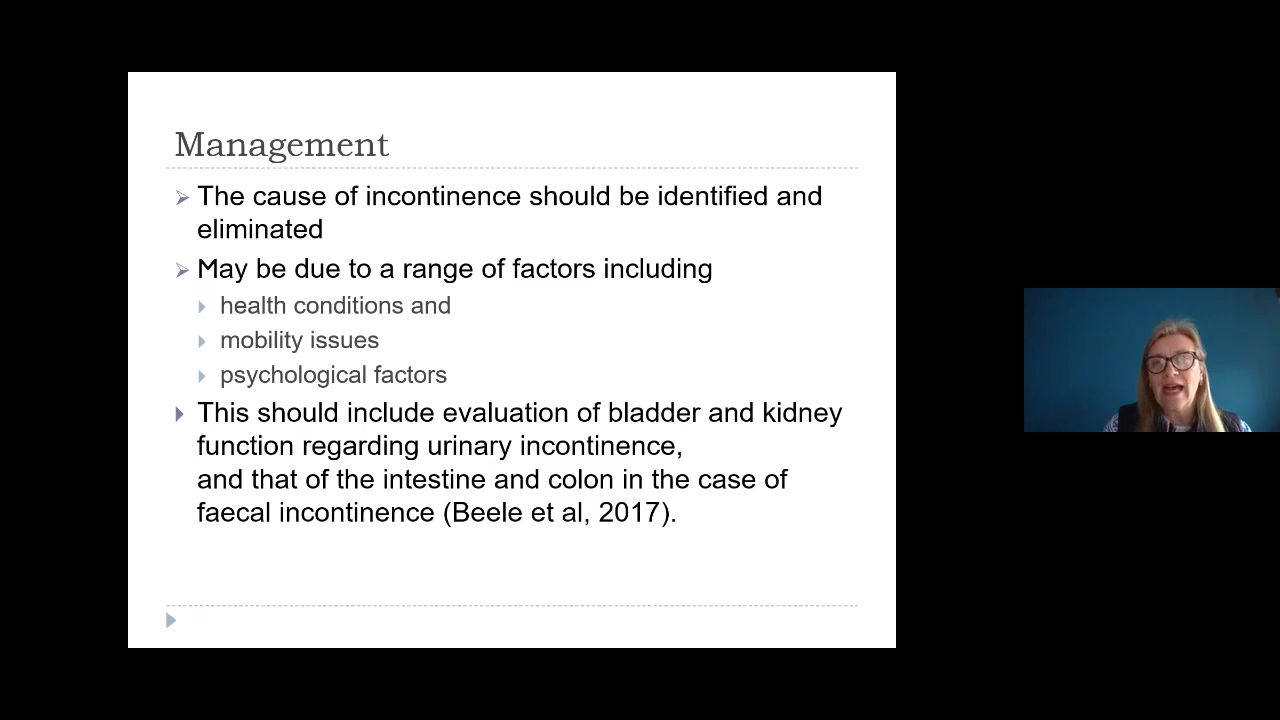 Management
The cause of incontinence should be identified and
eliminated
May be due to a range of factors including
health conditions and
mobility issues
psychological factors
This should include evaluation of bladder and kidney
function regarding urinary incontinence,
and that of the intestine and colon in the case of
faecal incontinence (Beele et al, 2017).